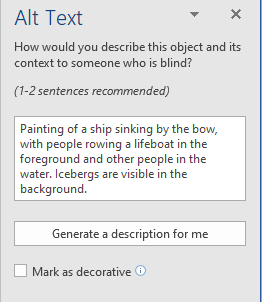 Alt Text
How would you describe this object and its
context to someone who is blind?
(1-2 sentences recommended)
Painting of a ship sinking by the bow,
with people rowing a lifeboat in the
foreground and other people in the
water. Icebergs are visible in the
background.
Generate a description for me
Mark as decorative